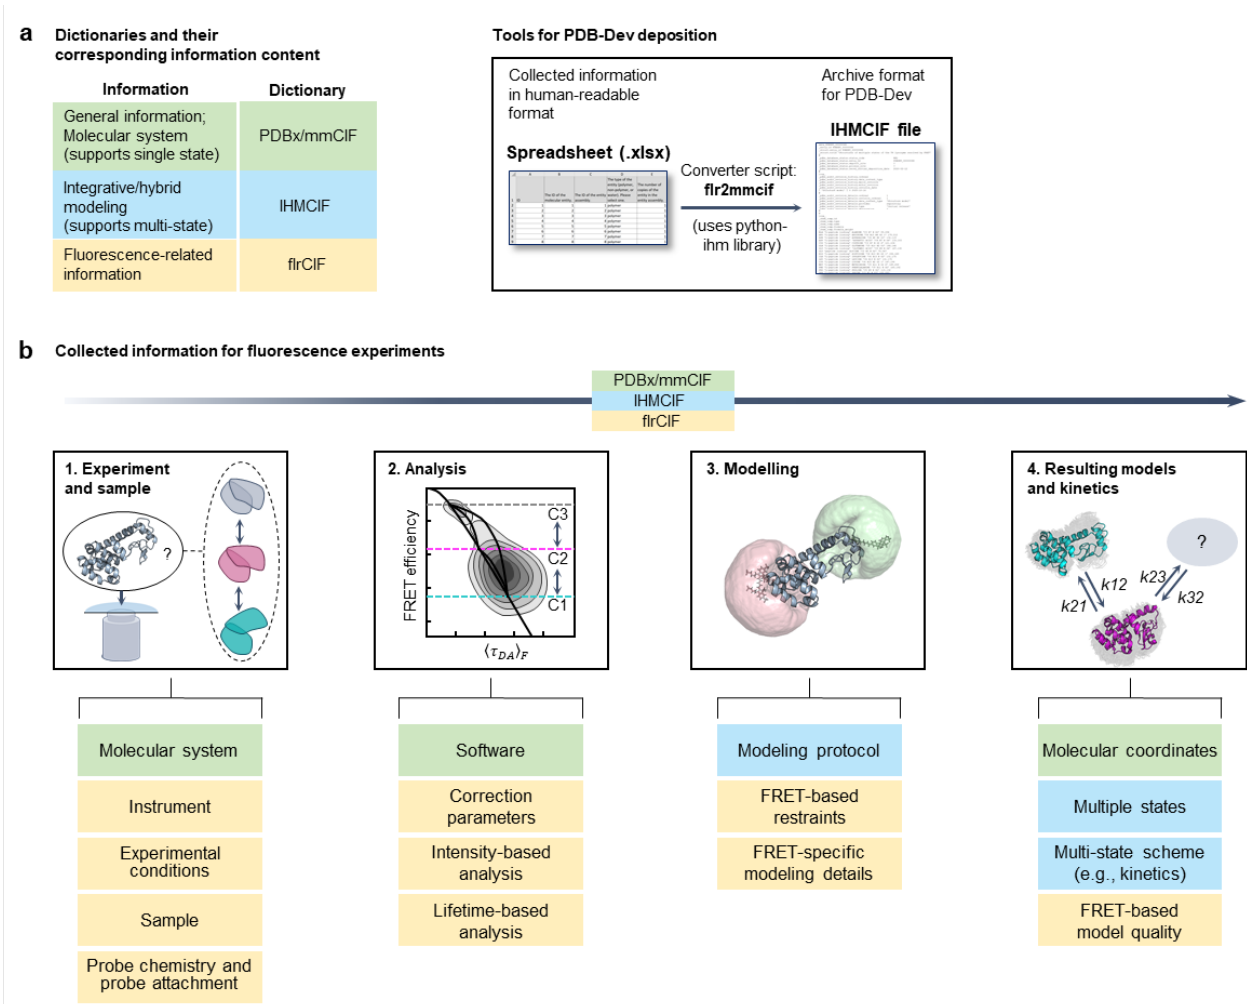 a
Dictionaries and their
corresponding information content
Information
Dictionary
General information;
Molecular system
(supports single state)
PDBx/mmCIF
Integrative/hybrid
modeling
(supports multi-state)
IHMCIF
Fluorescence-related
information
flrCIF
Tools for PDB-Dev deposition
Collected information
in human-readable
format
Spreadsheet (.xlsx)
Converter script:
flr2mmcif
(uses python-
ihm library)
Archive format
for PDB-Dev
IHMCIF file
b
Collected information for fluorescence experiments
PDBx/mmCIF
IHMCIF
flrCIF
1. Experiment
and sample
?
2. Analysis
FRET efficiency
C3
C2
C1
⟨τ_DA⟩_F
3. Modelling
4. Resulting models
and kinetics
?
k12
k23
k21
k32
Molecular system
Instrument
Experimental
conditions
Sample
Probe chemistry and
probe attachment
Software
Correction
parameters
Intensity-based
analysis
Lifetime-based
analysis
Modeling protocol
FRET-based
restraints
FRET-specific
modeling details
Molecular coordinates
Multiple states
Multi-state scheme
(e.g., kinetics)
FRET-based
model quality